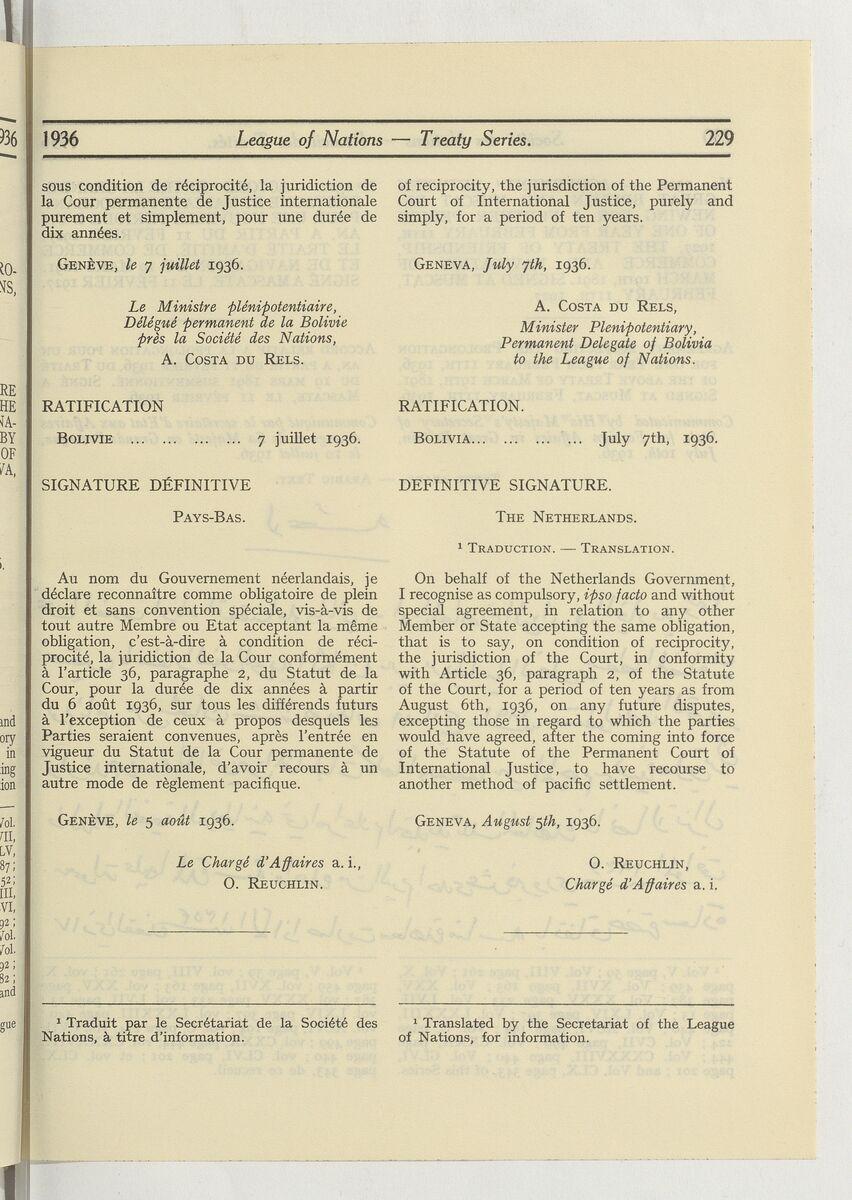 1936 League of Nations — Treaty Series. 229
sous condition de réciprocité, la juridiction de
la Cour permanente de Justice internationale
purement et simplement, pour une durée de
dix années.
GENÈVE, le 7 juillet 1936.
Le Ministre plénipotentiaire,
Délégué permanent de la Bolivie
près la Société des Nations,
A. COSTA DU RELS.
RATIFICATION
BOLIVIE ... ... ... ... 7 juillet 1936.
SIGNATURE DÉFINITIVE
PAYS-BAS.
Au nom du Gouvernement néerlandais, je
déclare reconnaître comme obligatoire de plein
droit et sans convention spéciale, vis-à-vis de
tout autre Membre ou Etat acceptant la même
obligation, c'est-à-dire à condition de réci-
procité, la juridiction de la Cour conformément
à l'article 36, paragraphe 2, du Statut de la
Cour, pour la durée de dix années à partir
du 6 août 1936, sur tous les différends futurs
à l'exception de ceux à propos desquels les
Parties seraient convenues, après l'entrée en
vigueur du Statut de la Cour permanente de
Justice internationale, d'avoir recours à un
autre mode de règlement pacifique.
GENÈVE, le 5 août 1936.
Le Chargé d'Affaires a. i.,
O. REUCHLIN.
¹ Traduit par le Secrétariat de la Société des
Nations, à titre d'information.
of reciprocity, the jurisdiction of the Permanent
Court of International Justice, purely and
simply, for a period of ten years.
GENEVA, July 7th, 1936.
A. COSTA DU RELS,
Minister Plenipotentiary,
Permanent Delegate of Bolivia
to the League of Nations.
RATIFICATION.
BOLIVIA... ... ... ... July 7th, 1936.
DEFINITIVE SIGNATURE.
THE NETHERLANDS.
¹ TRADUCTION. — TRANSLATION.
On behalf of the Netherlands Government,
I recognise as compulsory, ipso facto and without
special agreement, in relation to any other
Member or State accepting the same obligation,
that is to say, on condition of reciprocity,
the jurisdiction of the Court, in conformity
with Article 36, paragraph 2, of the Statute
of the Court, for a period of ten years as from
August 6th, 1936, on any future disputes,
excepting those in regard to which the parties
would have agreed, after the coming into force
of the Statute of the Permanent Court of
International Justice, to have recourse to
another method of pacific settlement.
GENEVA, August 5th, 1936.
O. REUCHLIN,
Chargé d'Affaires a. i.
¹ Translated by the Secretariat of the League
of Nations, for information.